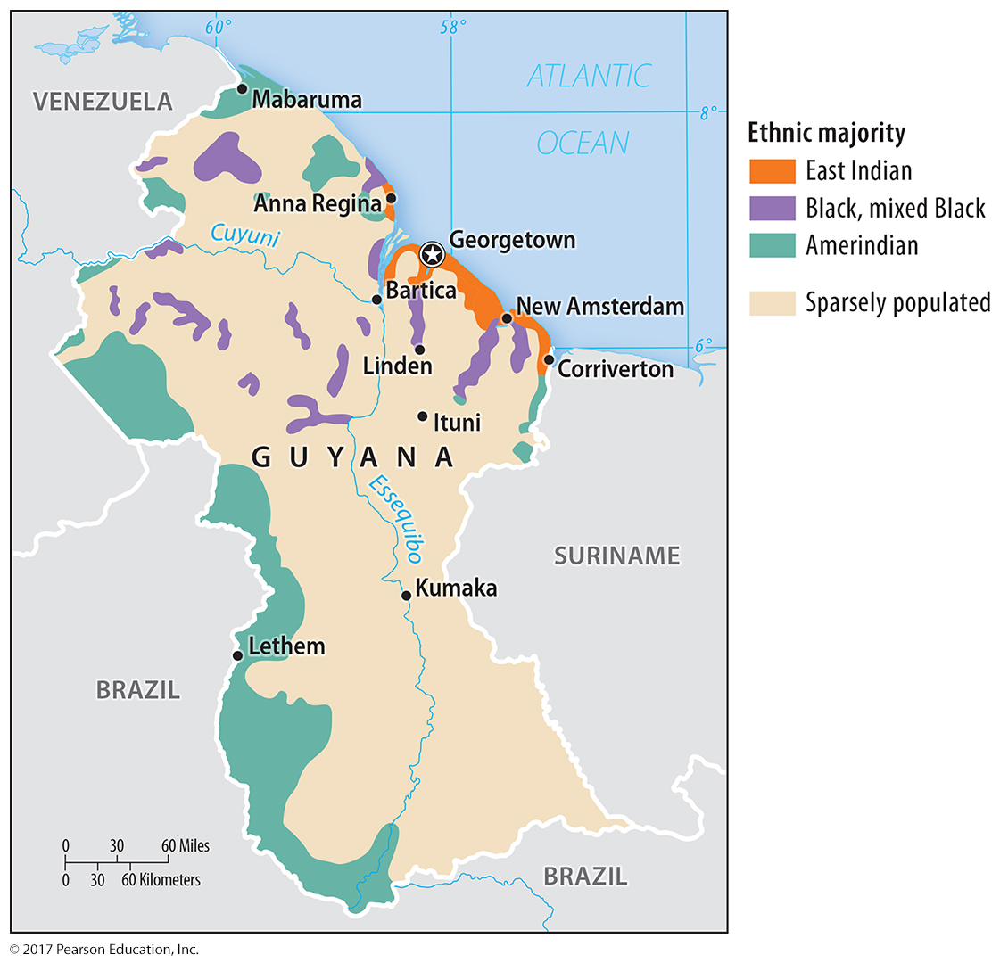 60°
58°
ATLANTIC
OCEAN
8°
VENEZUELA
Mabaruma
Anna Regina
Cuyuni
Georgetown
Bartica
New Amsterdam
6°
Linden
Corriverton
Ituni
GUYANA
Essequibo
SURINAME
Kumaka
Lethem
BRAZIL
0 30 60 Miles
0 30 60 Kilometers
BRAZIL
Ethnic majority
East Indian
Black, mixed Black
Amerindian
Sparsely populated
© 2017 Pearson Education, Inc.